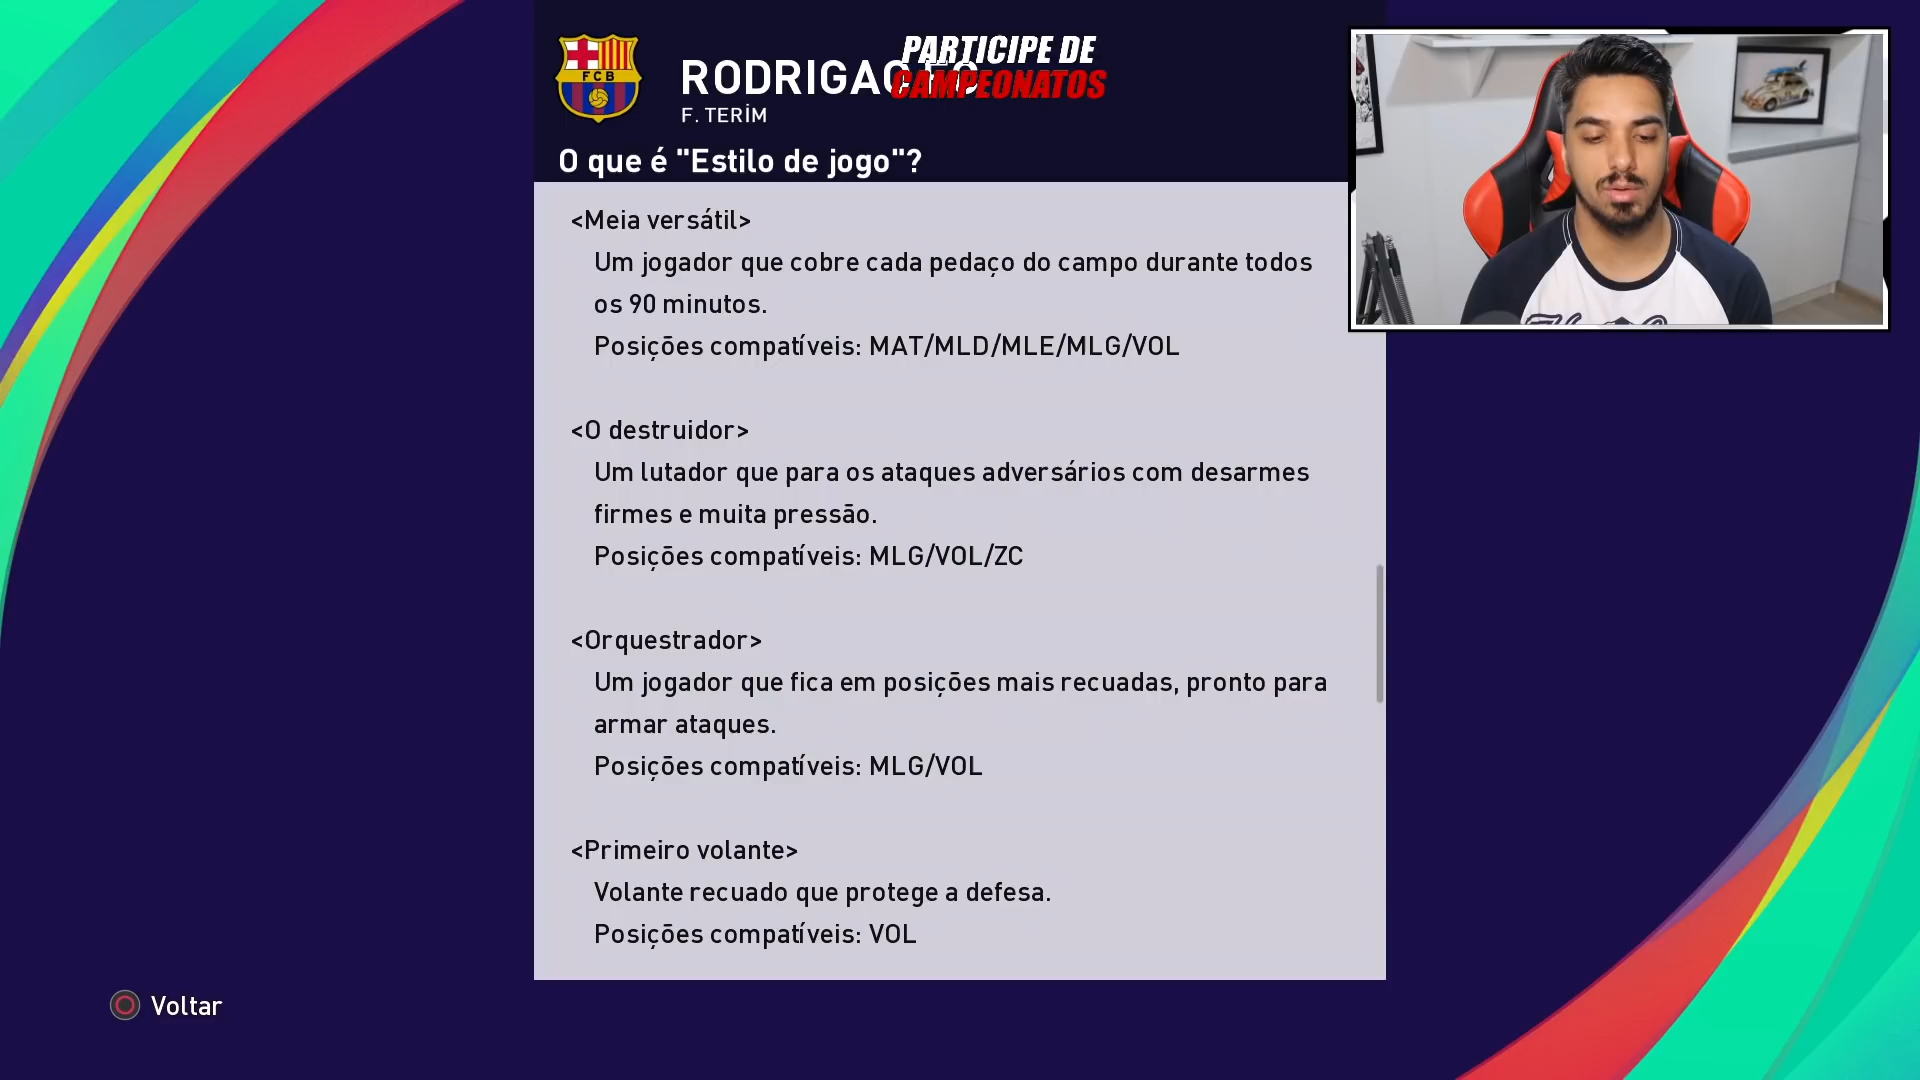 FCB
RODRIGAO FC
PARTICIPE DE
CAMPEONATOS
F. TERİM
O que é "Estilo de jogo"?
<Meia versátil>
Um jogador que cobre cada pedaço do campo durante todos
os 90 minutos.
Posições compatíveis: MAT/MLD/MLE/MLG/VOL
<O destruidor>
Um lutador que para os ataques adversários com desarmes
firmes e muita pressão.
Posições compatíveis: MLG/VOL/ZC
<Orquestrador>
Um jogador que fica em posições mais recuadas, pronto para
armar ataques.
Posições compatíveis: MLG/VOL
<Primeiro volante>
Volante recuado que protege a defesa.
Posições compatíveis: VOL
Voltar